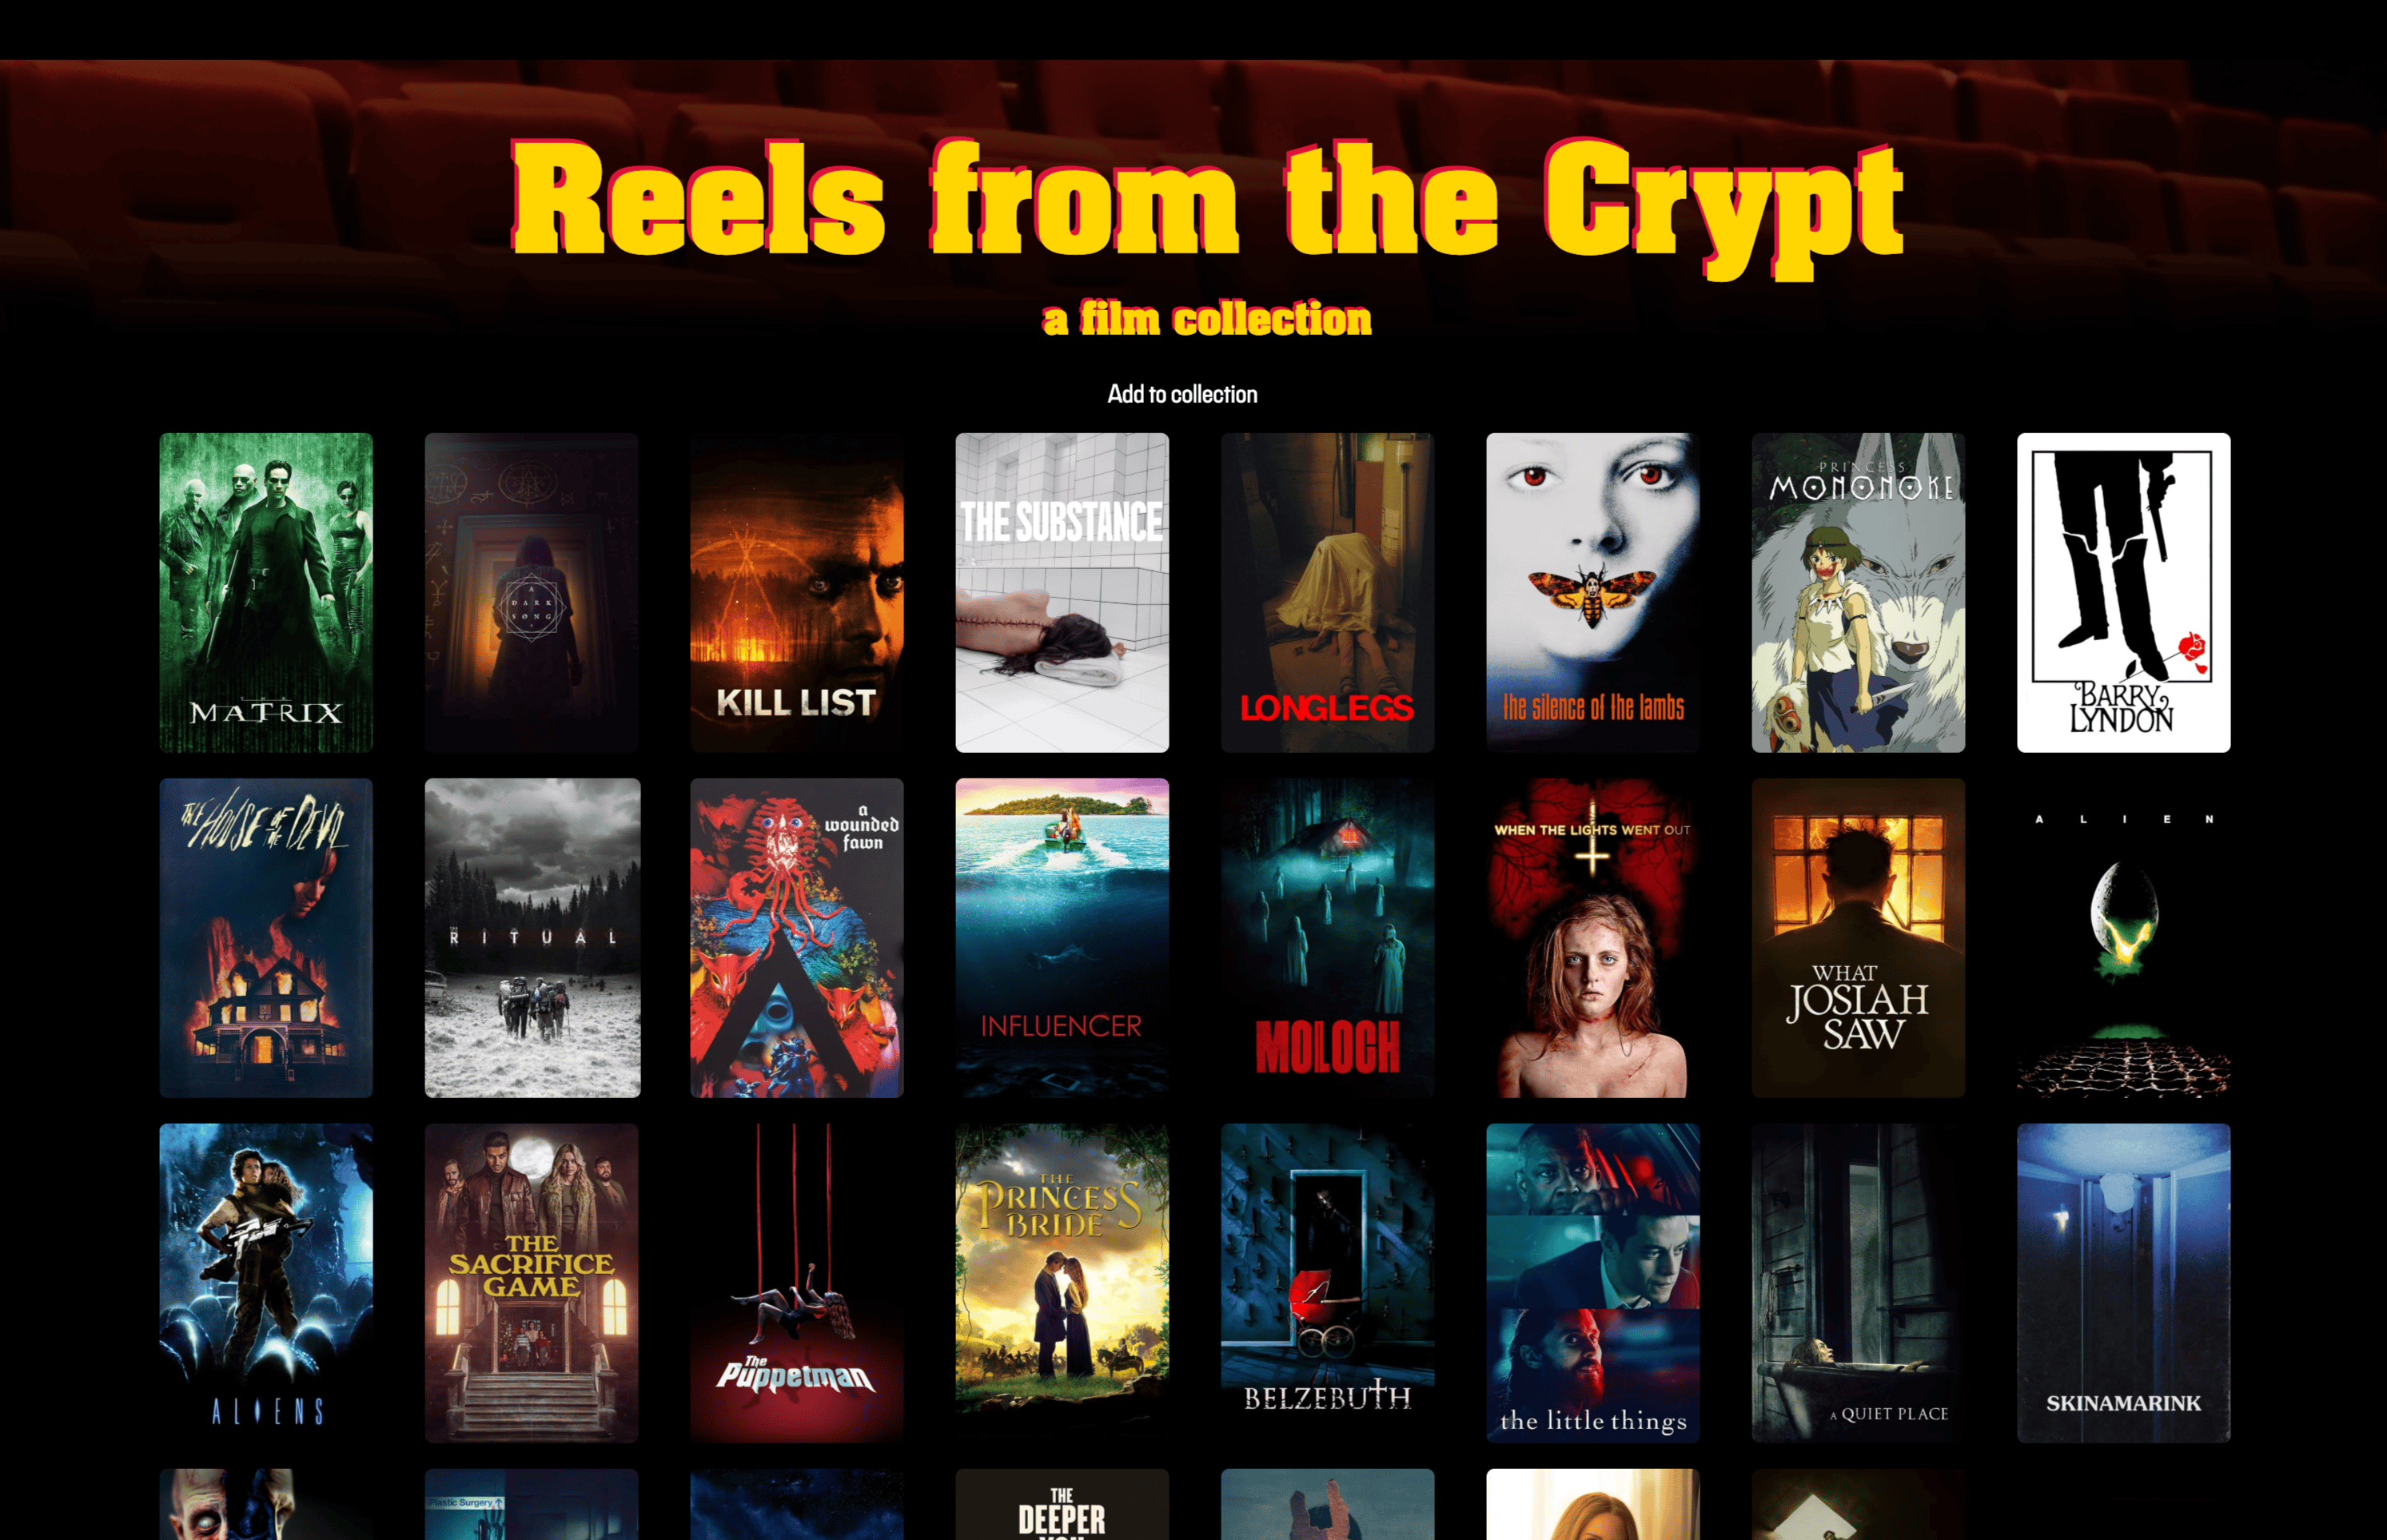 Reels from the Crypt
a film collection
Add to collection
THE
MATRIX
A
DARK
SONG
KILL LIST
THE SUBSTANCE
LONGLEGS
the silence of the lambs
PRINCESS
MONONOKE
BARRY
LYNDON
THE HOUSE OF THE DEVIL
THE
RITUAL
a
wounded
fawn
INFLUENCER
MOLOCH
WHEN THE LIGHTS WENT OUT
WHAT
JOSIAH
SAW
ALIEN
ALIENS
THE
SACRIFICE
GAME
The
Puppetman
THE
PRINCESS
BRIDE
BELZEBUTH
the little things
A QUIET PLACE
SKINAMARINK
Plastic Surgery ↑
THE
DEEPER
YOU